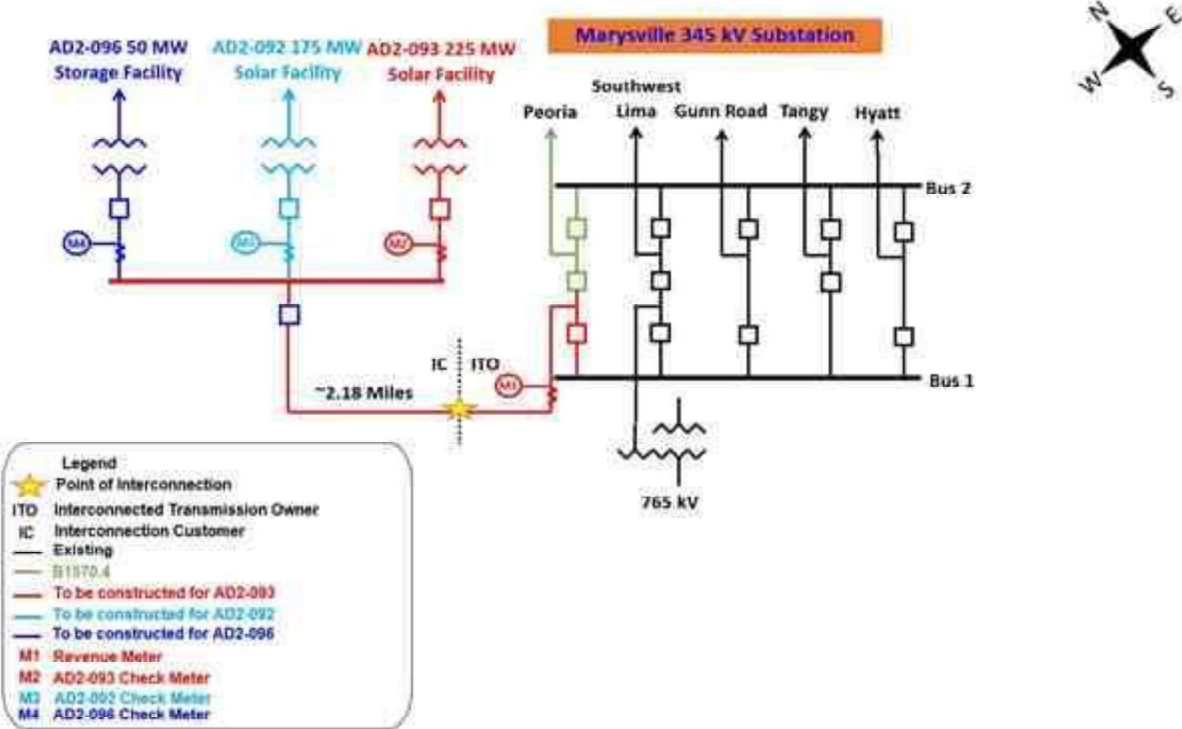 Marysville 345 kV Substation
N
E
W
S
AD2-096 50 MW
Storage Facility
AD2-092 175 MW
Solar Facility
AD2-093 225 MW
Solar Facility
Peoria
Southwest
Lima
Gunn Road
Tangy
Hyatt
Bus 2
M4
M3
M2
IC
ITO
M1
Bus 1
~2.18 Miles
765 kV
Legend
Point of Interconnection
ITO Interconnected Transmission Owner
IC Interconnection Customer
Existing
B1570.4
To be constructed for AD2-093
To be constructed for AD2-092
To be constructed for AD2-096
M1 Revenue Meter
M2 AD2-093 Check Meter
M3 AD2-092 Check Meter
M4 AD2-096 Check Meter